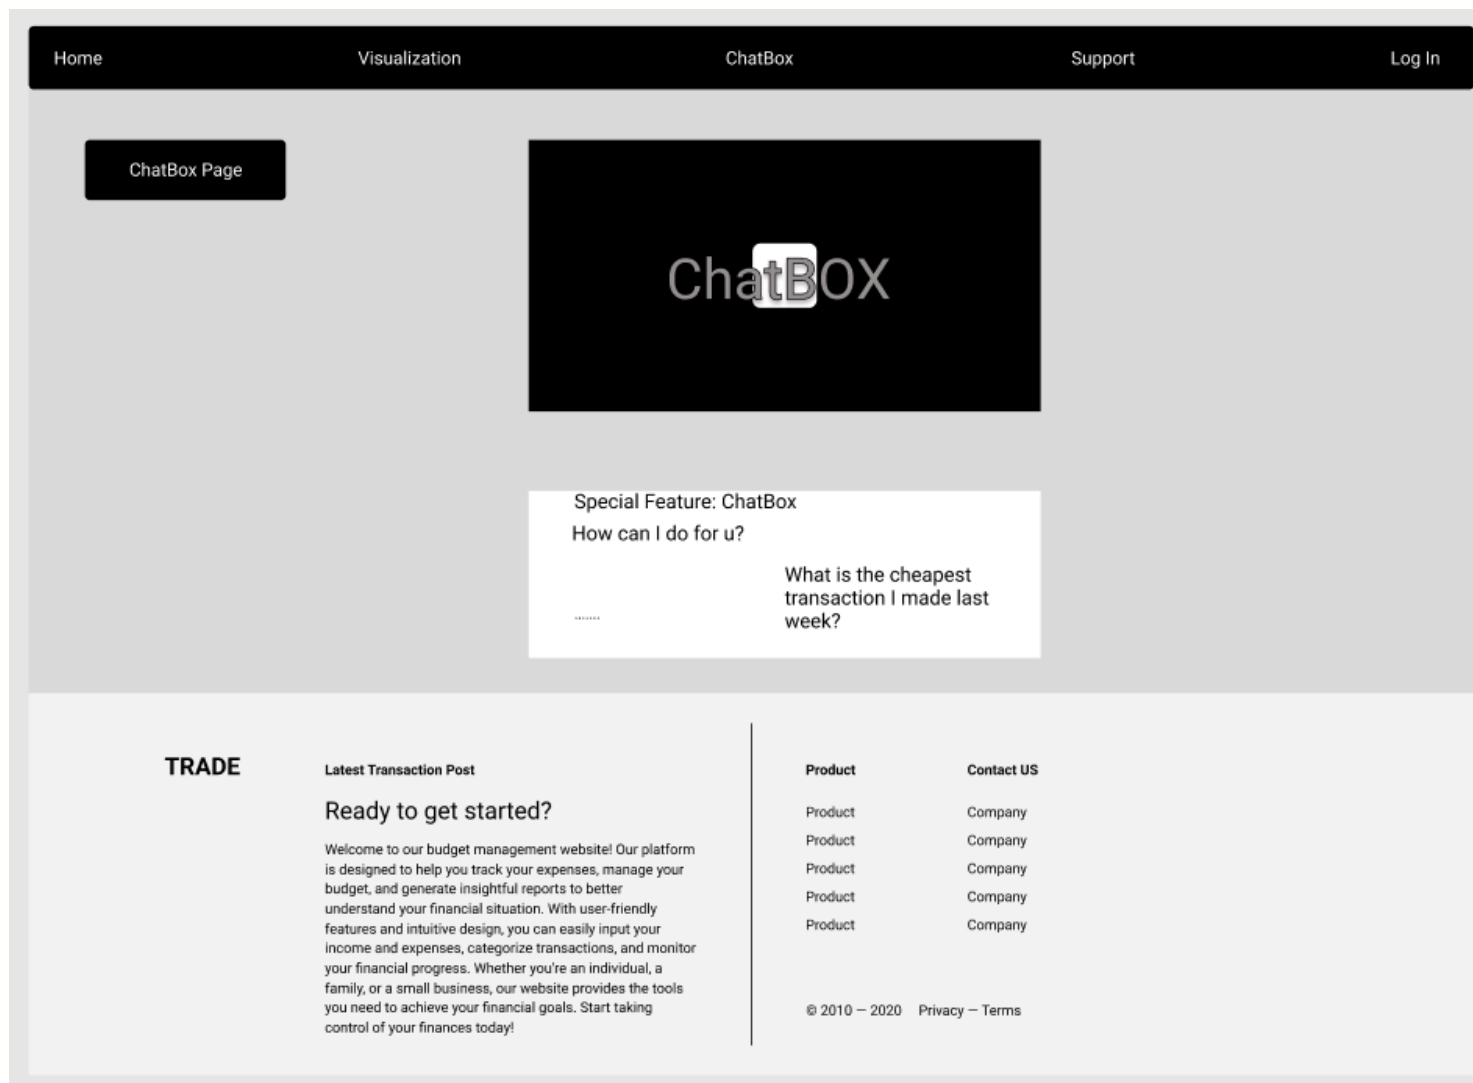 Home Visualization ChatBox Support Log In
ChatBox Page
ChatBOX
Special Feature: ChatBox
How can I do for u?
What is the cheapest
transaction I made last
week?
........
TRADE
Latest Transaction Post
Ready to get started?
Welcome to our budget management website! Our platform
is designed to help you track your expenses, manage your
budget, and generate insightful reports to better
understand your financial situation. With user-friendly
features and intuitive design, you can easily input your
income and expenses, categorize transactions, and monitor
your financial progress. Whether you're an individual, a
family, or a small business, our website provides the tools
you need to achieve your financial goals. Start taking
control of your finances today!
Product
Product
Product
Product
Product
Product
Contact US
Company
Company
Company
Company
Company
© 2010 — 2020 Privacy — Terms